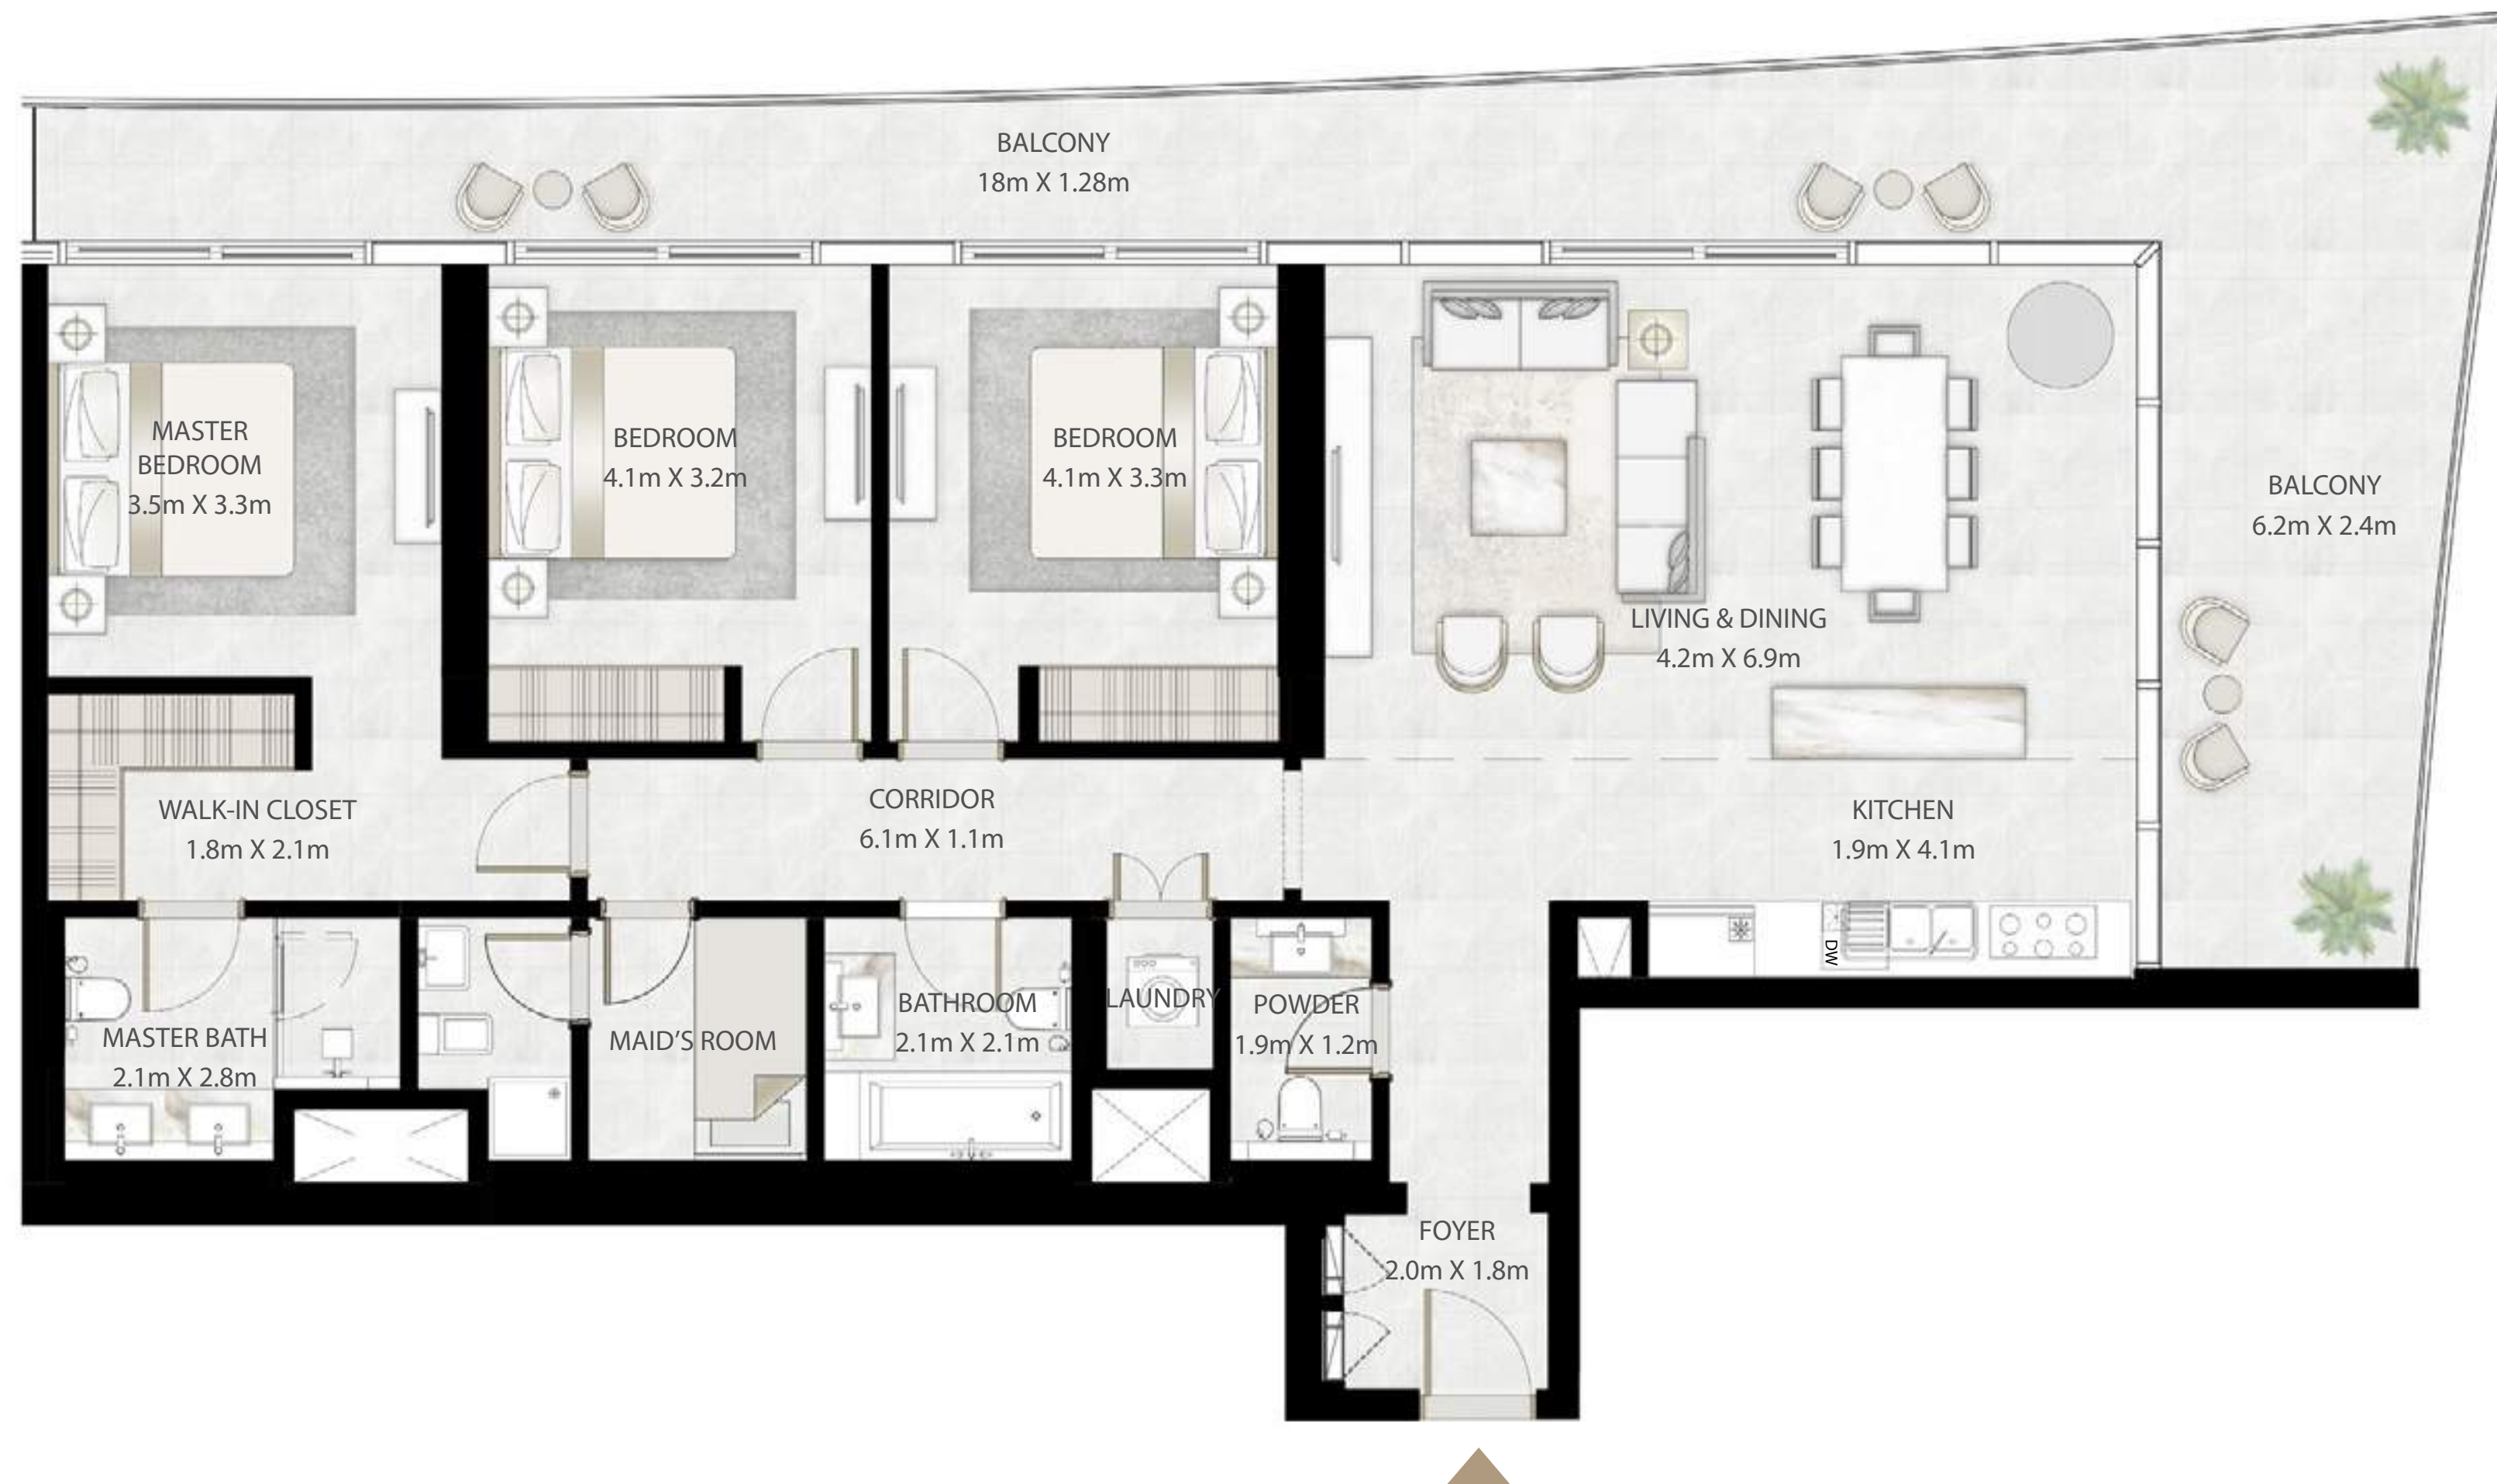 BALCONY
18m X 1.28m
MASTER
BEDROOM
3.5m X 3.3m
BEDROOM
4.1m X 3.2m
BEDROOM
4.1m X 3.3m
LIVING & DINING
4.2m X 6.9m
BALCONY
6.2m X 2.4m
WALK-IN CLOSET
1.8m X 2.1m
CORRIDOR
6.1m X 1.1m
KITCHEN
1.9m X 4.1m
DW
MASTER BATH
2.1m X 2.8m
MAID'S ROOM
BATHROOM
2.1m X 2.1m
LAUNDRY
POWDER
1.9m X 1.2m
FOYER
2.0m X 1.8m